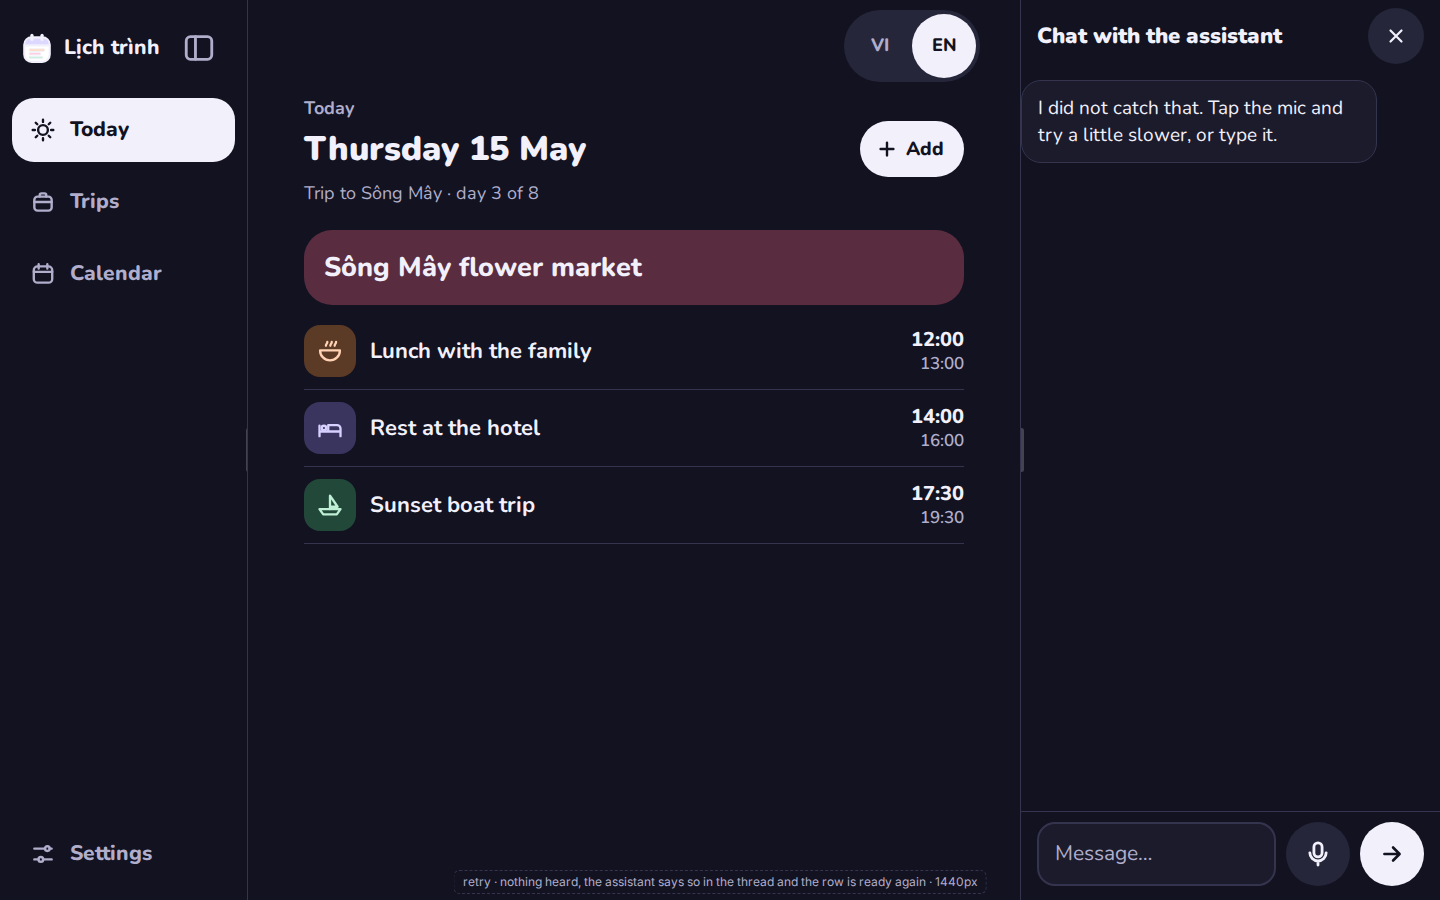 Lịch trình
Today
Trips
Calendar
Settings
VI
EN
Today
Thursday 15 May
Trip to Sông Mây · day 3 of 8
Add
Sông Mây flower market
Lunch with the family
12:00
13:00
Rest at the hotel
14:00
16:00
Sunset boat trip
17:30
19:30
retry · nothing heard, the assistant says so in the thread and the row is ready again · 1440px
Chat with the assistant
I did not catch that. Tap the mic and
try a little slower, or type it.
Message...